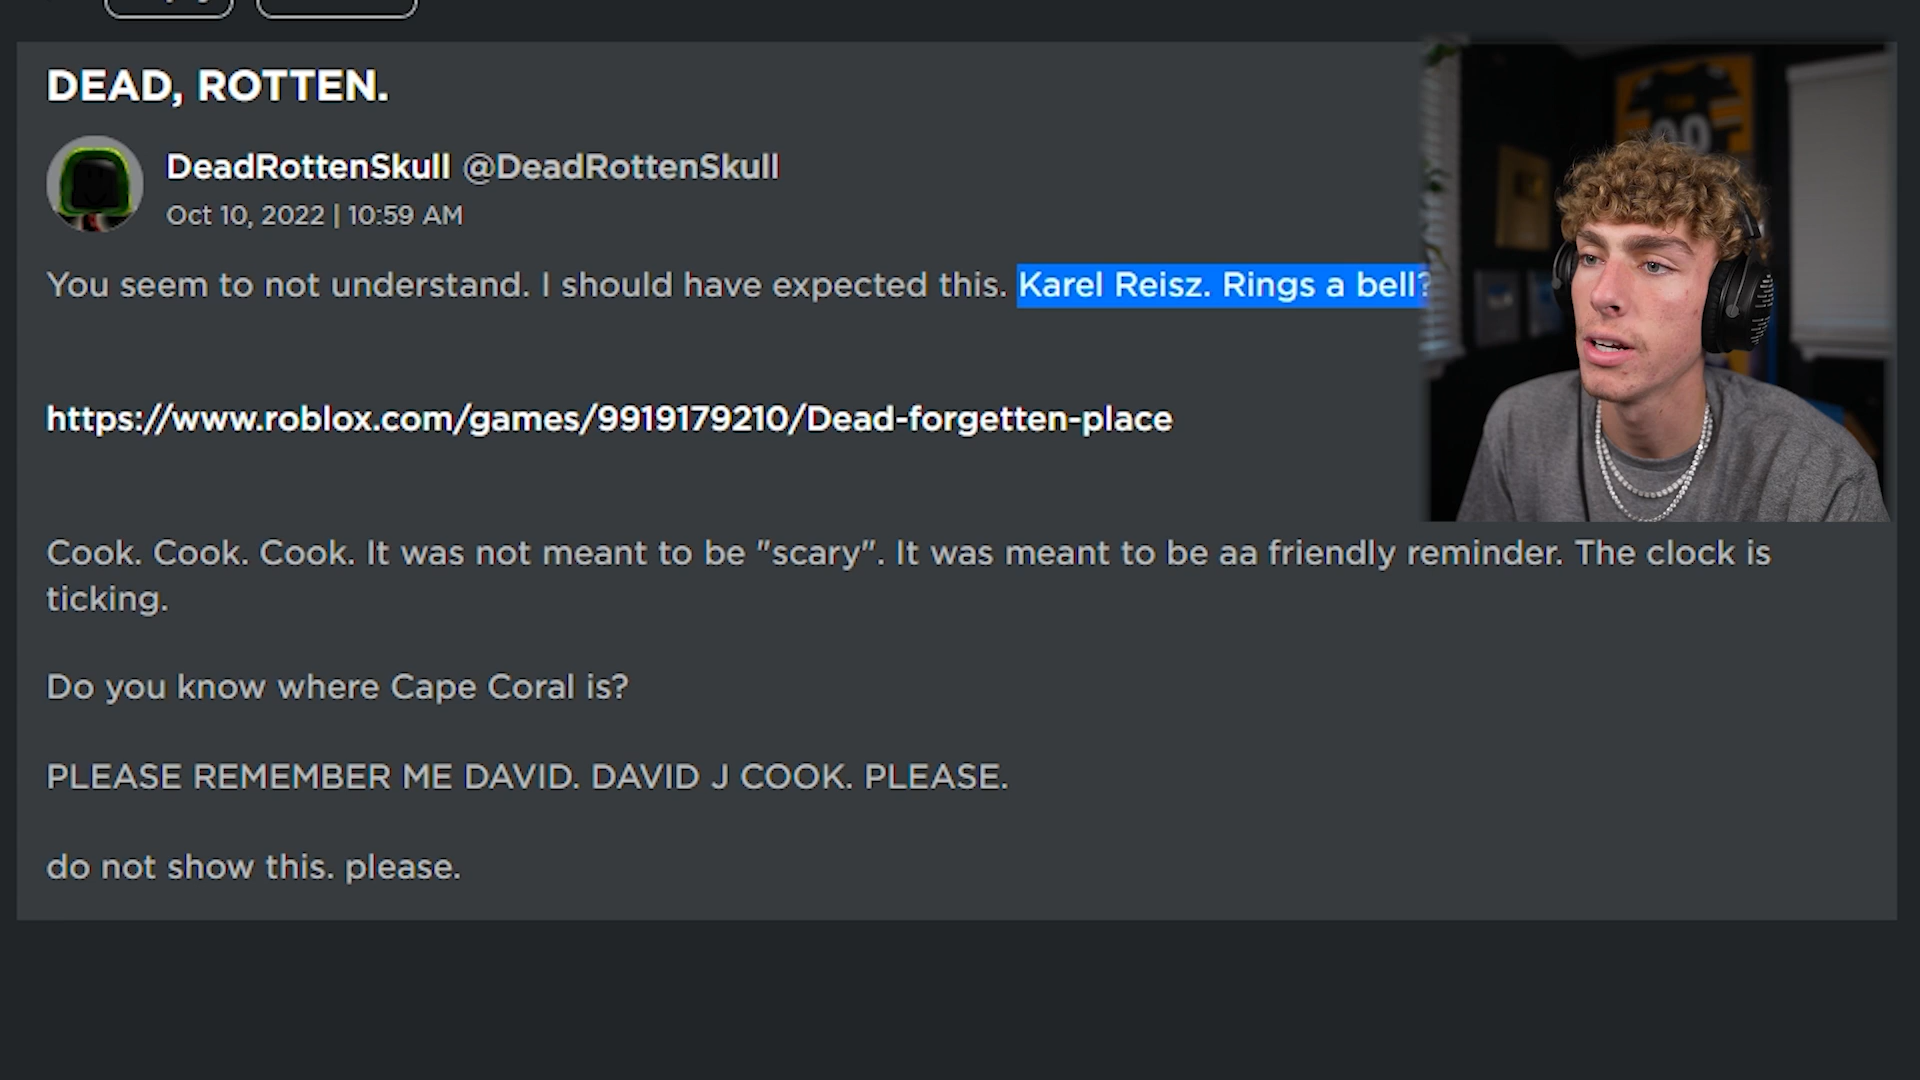 DEAD, ROTTEN.
DeadRottenSkull @DeadRottenSkull
Oct 10, 2022 | 10:59 AM
You seem to not understand. I should have expected this. Karel Reisz. Rings a bell?
https://www.roblox.com/games/9919179210/Dead-forgetten-place
Cook. Cook. Cook. It was not meant to be "scary". It was meant to be aa friendly reminder. The clock is
ticking.
Do you know where Cape Coral is?
PLEASE REMEMBER ME DAVID. DAVID J COOK. PLEASE.
do not show this. please.